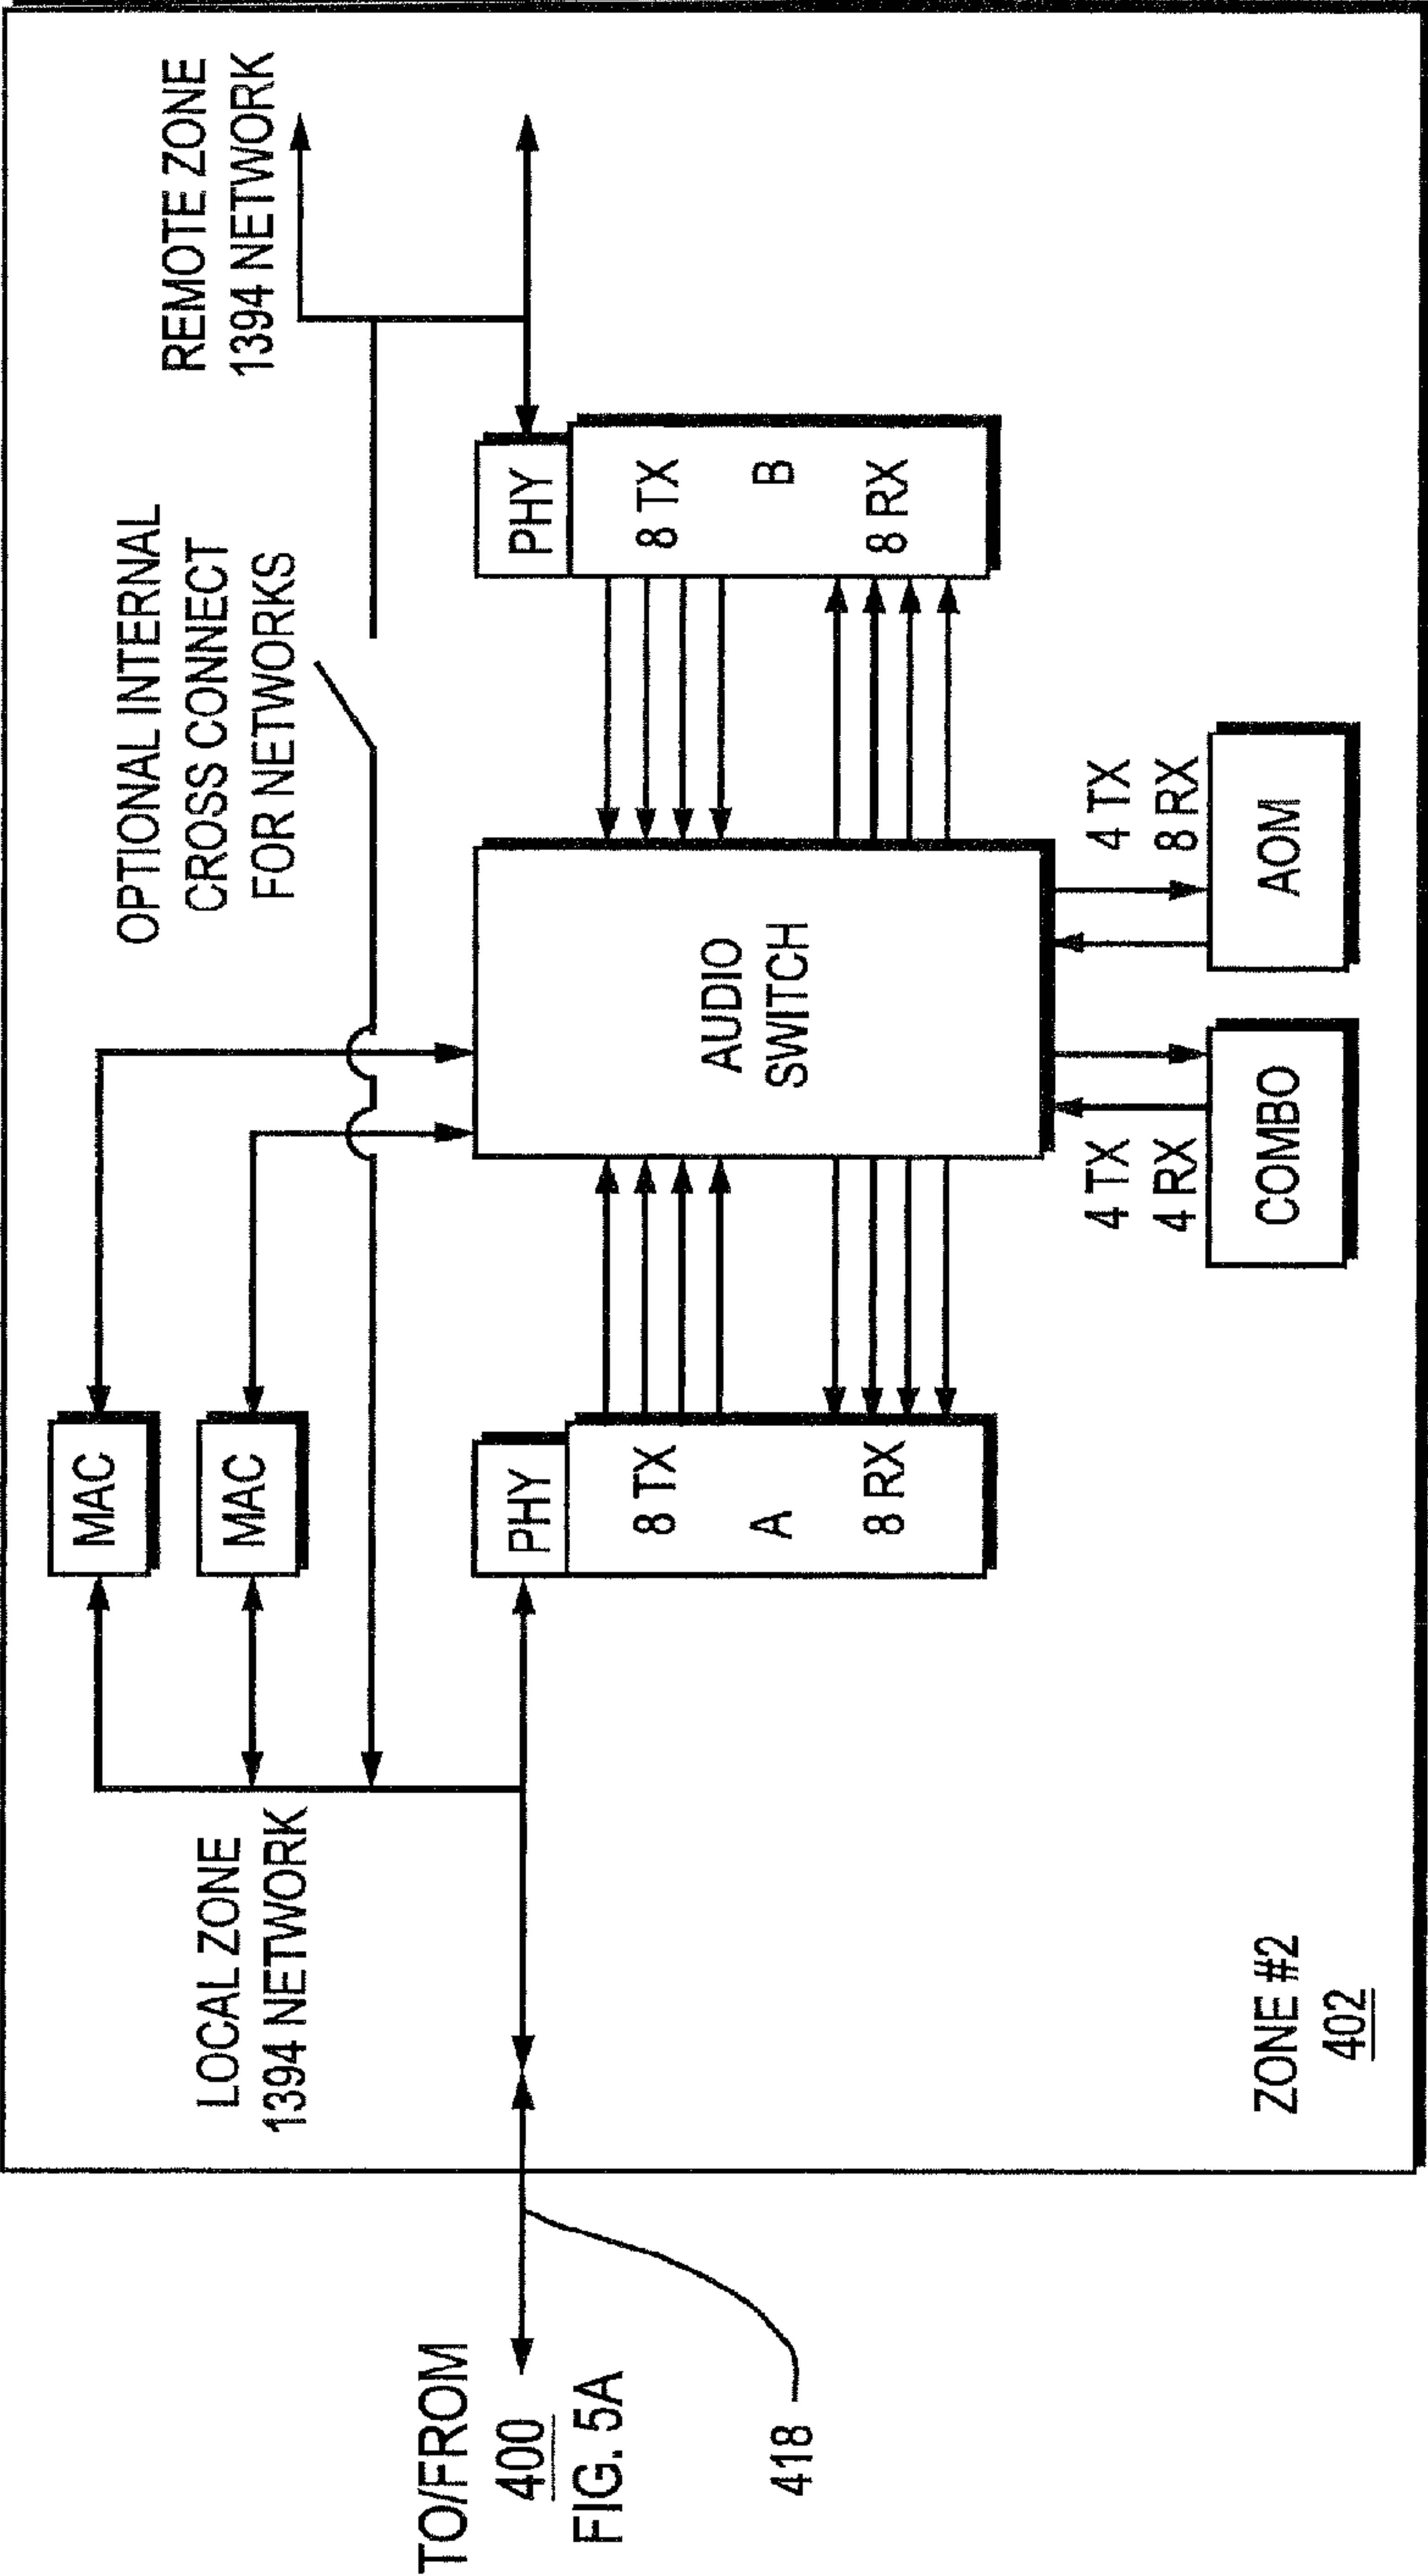 REMOTE ZONE
1394 NETWORK
OPTIONAL INTERNAL
CROSS CONNECT
FOR NETWORKS
MAC
MAC
LOCAL ZONE
1394 NETWORK
TO/FROM
400
FIG. 5A
418
PHY
8 TX
A
8 RX
AUDIO
SWITCH
PHY
8 TX
B
8 RX
4 TX
4 RX
COMBO
4 TX
8 RX
AOM
ZONE #2
402